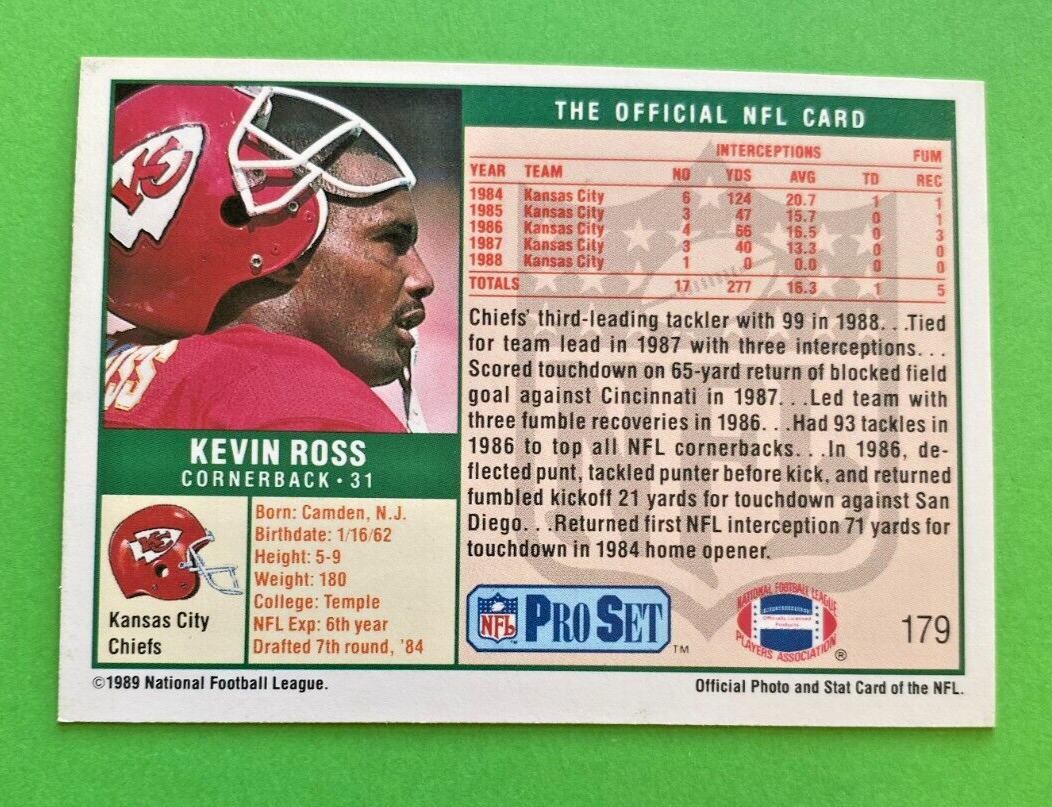 KC
ROSS
KEVIN ROSS
CORNERBACK • 31
KC
Kansas City
Chiefs
Born: Camden, N.J.
Birthdate: 1/16/62
Height: 5-9
Weight: 180
College: Temple
NFL Exp: 6th year
Drafted 7th round, '84
THE OFFICIAL NFL CARD
INTERCEPTIONS FUM
YEAR TEAM NO YDS AVG TD REC
1984 Kansas City 6 124 20.7 1 1
1985 Kansas City 3 47 15.7 0 1
1986 Kansas City 4 66 16.5 0 3
1987 Kansas City 3 40 13.3 0 0
1988 Kansas City 1 0 0.0 0 0
TOTALS 17 277 16.3 1 5
Chiefs' third-leading tackler with 99 in 1988. . .Tied
for team lead in 1987 with three interceptions. . .
Scored touchdown on 65-yard return of blocked field
goal against Cincinnati in 1987. . .Led team with
three fumble recoveries in 1986. . .Had 93 tackles in
1986 to top all NFL cornerbacks. . .In 1986, de-
flected punt, tackled punter before kick, and returned
fumbled kickoff 21 yards for touchdown against San
Diego. . .Returned first NFL interception 71 yards for
touchdown in 1984 home opener.
NFL PRO SET ™
NATIONAL FOOTBALL LEAGUE
Officially Licensed
Products
PLAYERS ASSOCIATION ®
179
©1989 National Football League.
Official Photo and Stat Card of the NFL.